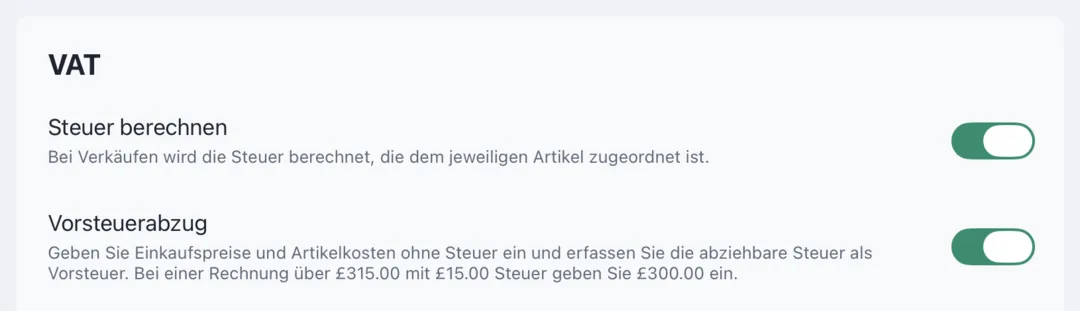 VAT
Steuer berechnen
Bei Verkäufen wird die Steuer berechnet, die dem jeweiligen Artikel zugeordnet ist.
Vorsteuerabzug
Geben Sie Einkaufspreise und Artikelkosten ohne Steuer ein und erfassen Sie die abziehbare Steuer als
Vorsteuer. Bei einer Rechnung über £315.00 mit £15.00 Steuer geben Sie £300.00 ein.